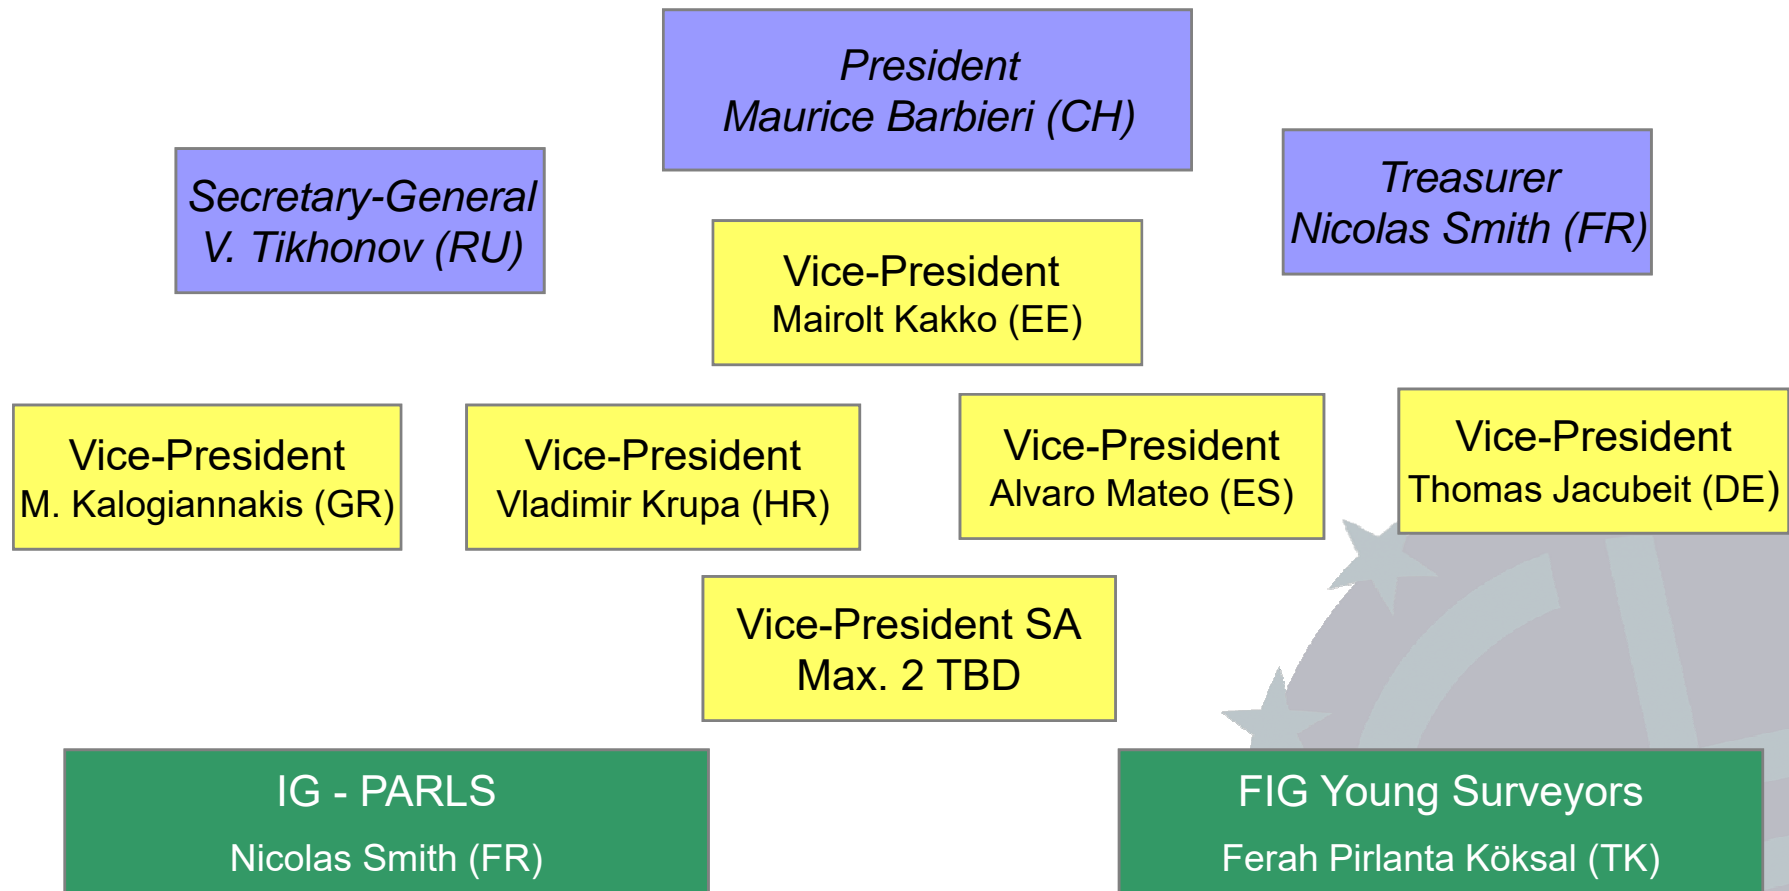 President
Maurice Barbieri (CH)
Secretary-General
V. Tikhonov (RU)
Treasurer
Nicolas Smith (FR)
Vice-President
Mairolt Kakko (EE)
Vice-President
M. Kalogiannakis (GR)
Vice-President
Vladimir Krupa (HR)
Vice-President
Alvaro Mateo (ES)
Vice-President
Thomas Jacubeit (DE)
Vice-President SA
Max. 2 TBD
IG - PARLS
Nicolas Smith (FR)
FIG Young Surveyors
Ferah Pirlanta Köksal (TK)